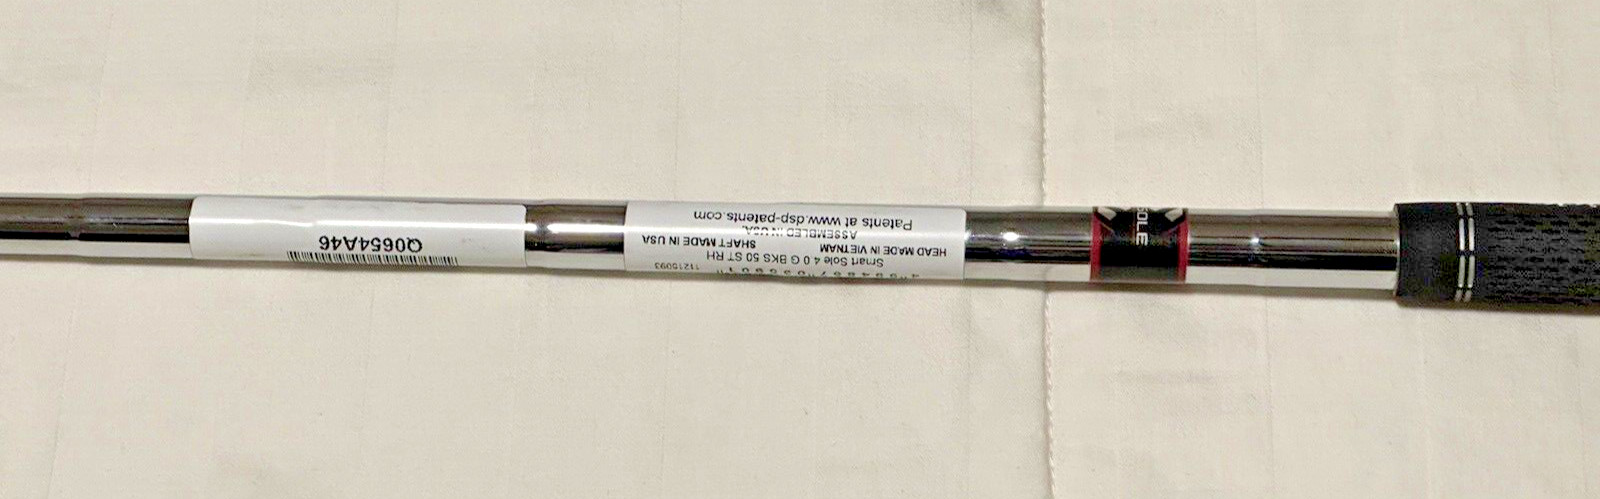 Q0654A46
11215093
Smart Sole 4.0 G BKS 50 ST RH
HEAD MADE IN VIETNAM SHAFT MADE IN USA
ASSEMBLED IN USA.
Patents at www.dsp-patents.com
SOLE